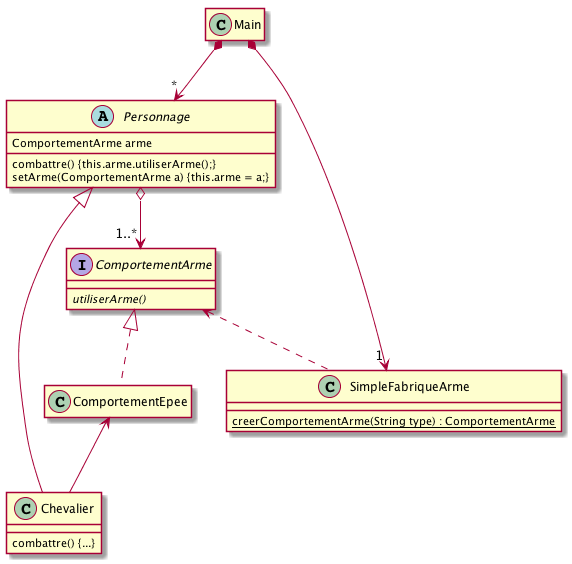 C Main
*
A Personnage
ComportementArme arme
combattre() {this.arme.utiliserArme();}
setArme(ComportementArme a) {this.arme = a;}
1..*
I ComportementArme
utiliserArme()
1
C SimpleFabriqueArme
creerComportementArme(String type) : ComportementArme
C ComportementEpee
C Chevalier
combattre() {...}